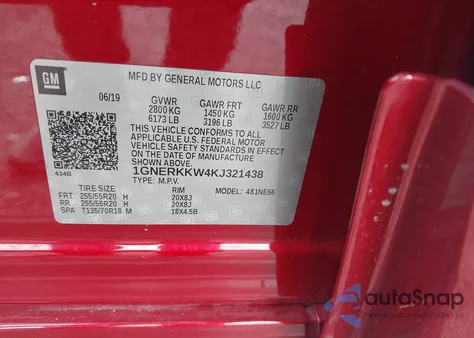 GM
MFD BY GENERAL MOTORS LLC
06/19
GVWR GAWR FRT GAWR RR
2800 KG 1450 KG 1600 KG
6173 LB 3196 LB 3527 LB
THIS VEHICLE CONFORMS TO ALL
APPLICABLE U.S. FEDERAL MOTOR
VEHICLE SAFETY STANDARDS IN
EFFECT ON THE DATE OF
MANUFACTURE SHOWN ABOVE.
434B
1GNERKKW4KJ321438
TYPE: M.P.V. MODEL: 481NE56
TIRE SIZE RIM
FRT 255/55R20 H 20X8J
RR 255/55R20 H 20X8J
SPA T135/70R18 M 18X4.5B
autaSnap